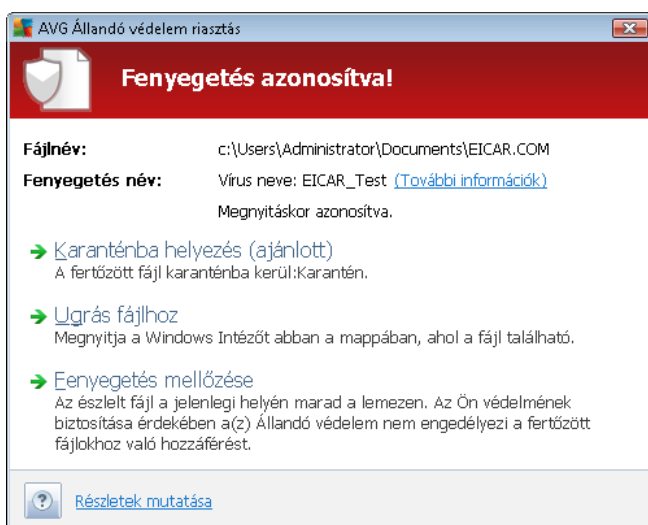 AVG Állandó védelem riasztás
Fenyegetés azonosítva!
Fájlnév: c:\Users\Administrator\Documents\EICAR.COM
Fenyegetés név: Vírus neve: EICAR_Test (További információk)
Megnyitáskor azonosítva.
Karanténba helyezés (ajánlott)
A fertőzött fájl karanténba kerül:Karantén.
Ugrás fájlhoz
Megnyitja a Windows Intézőt abban a mappában, ahol a fájl található.
Fenyegetés mellőzése
Az észlelt fájl a jelenlegi helyén marad a lemezen. Az Ön védelmének
biztosítása érdekében a(z) Állandó védelem nem engedélyezi a fertőzött
fájlokhoz való hozzáférést.
Részletek mutatása